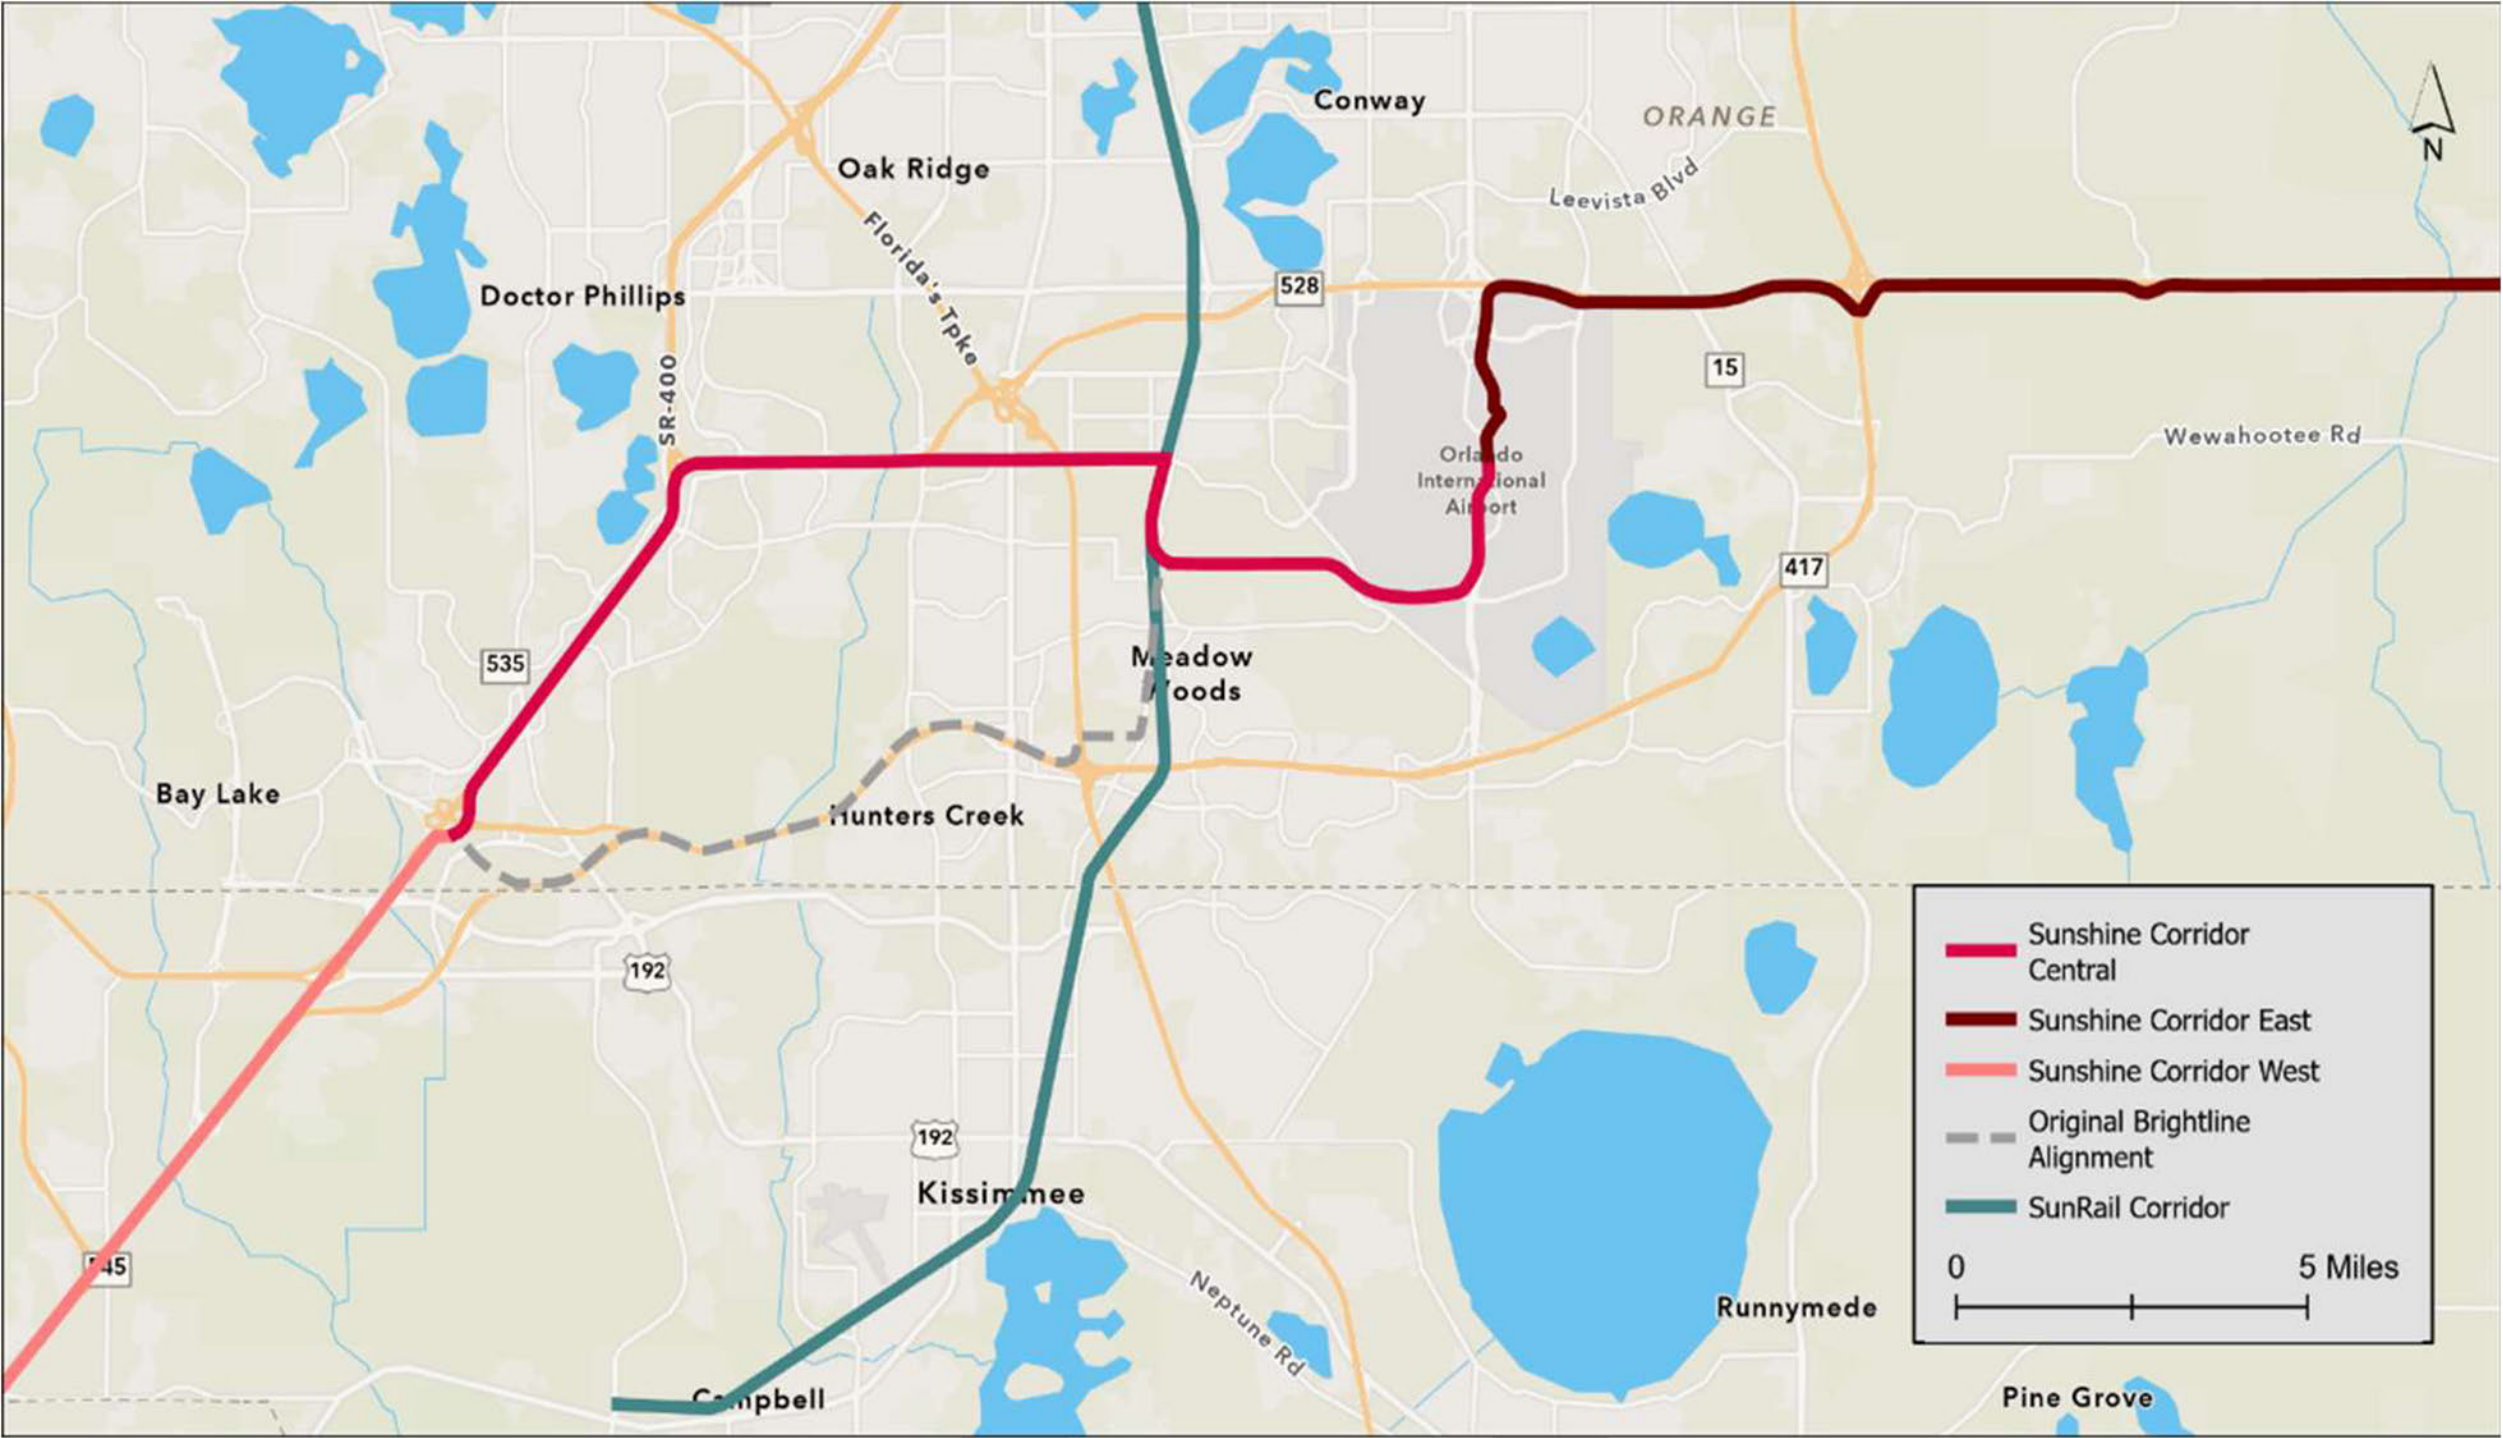 Conway
ORANGE
N
Oak Ridge
Leevista Blvd
Florida's Tpke
528
Doctor Phillips
SR-400
15
Wewahootee Rd
Orlando
International
Airport
417
535
Meadow
Woods
Bay Lake
Hunters Creek
192
192
Kissimmee
545
Neptune Rd
Runnymede
Campbell
Pine Grove
Sunshine Corridor
Central
Sunshine Corridor East
Sunshine Corridor West
Original Brightline
Alignment
SunRail Corridor
0 5 Miles